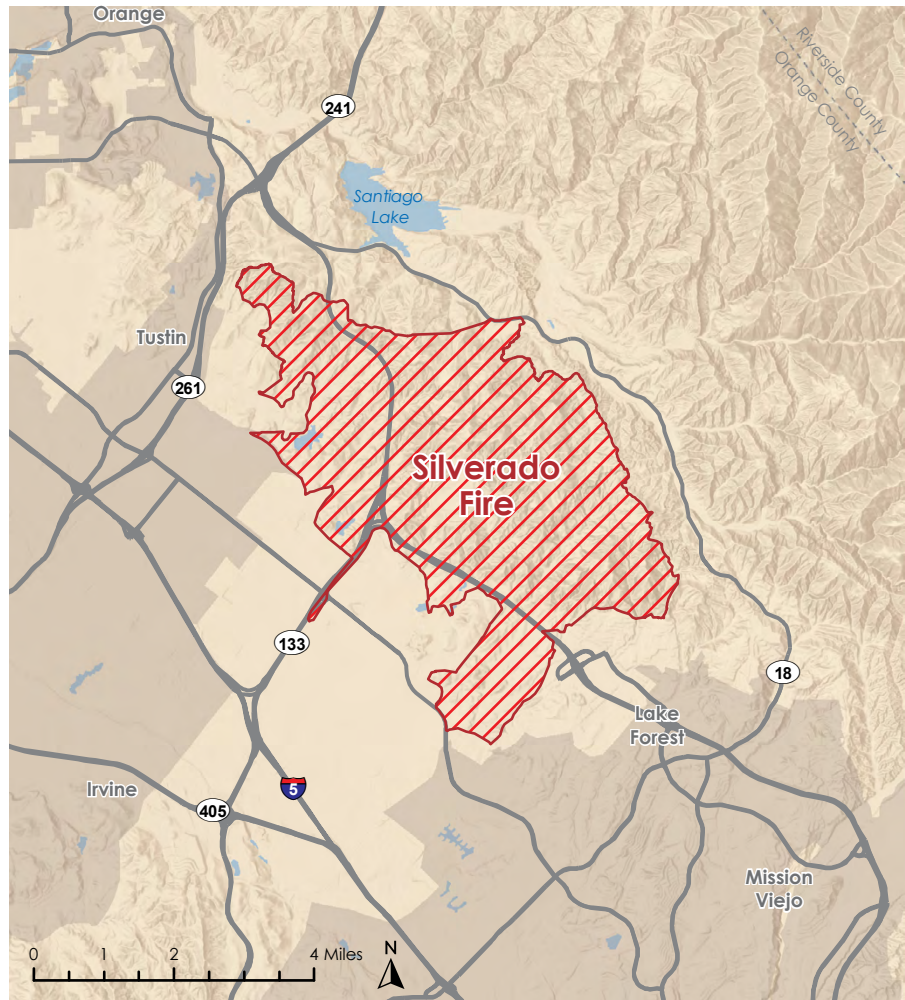 Orange
241
Riverside County
Orange County
Santiago
Lake
Tustin
261
Silverado
Fire
133
18
Lake
Forest
Irvine
5
405
Mission
Viejo
0 1 2 4 Miles
N